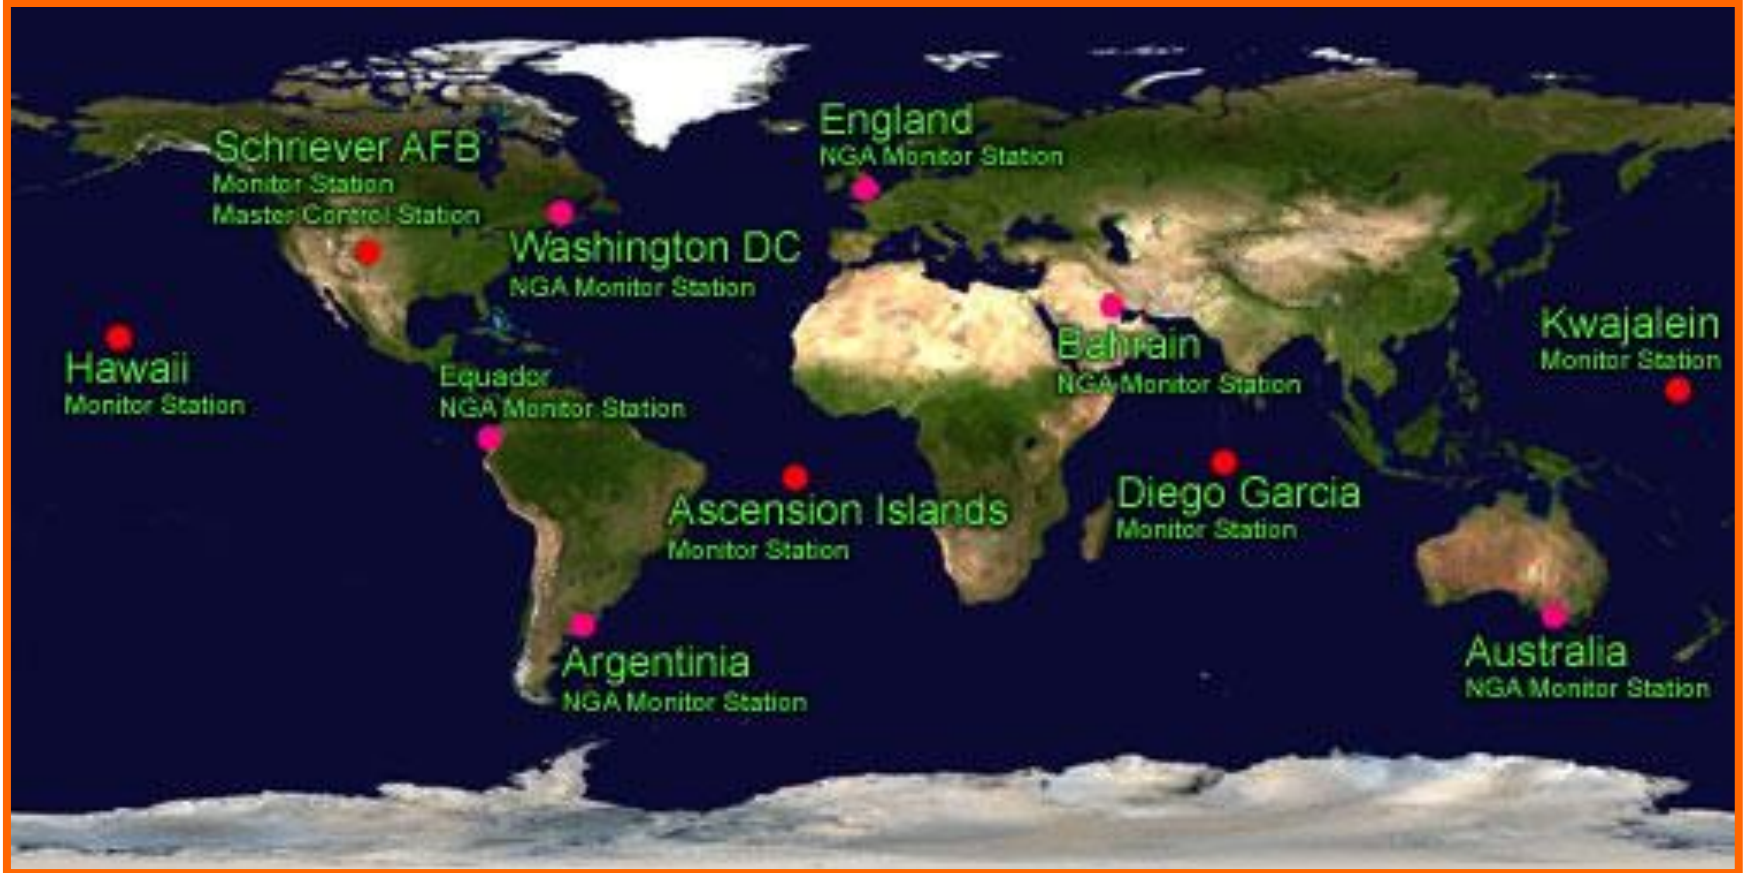 Schriever AFB
Monitor Station
Master Control Station
England
NGA Monitor Station
Washington DC
NGA Monitor Station
Hawaii
Monitor Station
Equador
NGA Monitor Station
Bahrain
NGA Monitor Station
Kwajalein
Monitor Station
Ascension Islands
Monitor Station
Diego Garcia
Monitor Station
Argentinia
NGA Monitor Station
Australia
NGA Monitor Station